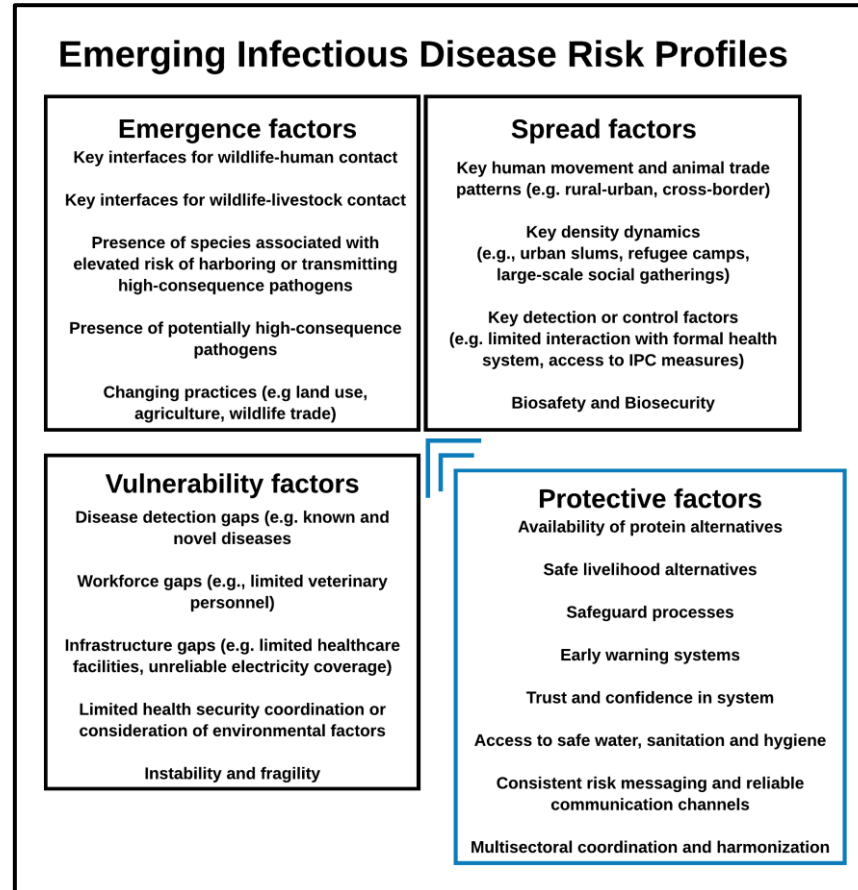 Emerging Infectious Disease Risk Profiles
Emergence factors
Key interfaces for wildlife-human contact
Key interfaces for wildlife-livestock contact
Presence of species associated with
elevated risk of harboring or transmitting
high-consequence pathogens
Presence of potentially high-consequence
pathogens
Changing practices (e.g land use,
agriculture, wildlife trade)
Spread factors
Key human movement and animal trade
patterns (e.g. rural-urban, cross-border)
Key density dynamics
(e.g., urban slums, refugee camps,
large-scale social gatherings)
Key detection or control factors
(e.g. limited interaction with formal health
system, access to IPC measures)
Biosafety and Biosecurity
Vulnerability factors
Disease detection gaps (e.g. known and
novel diseases
Workforce gaps (e.g., limited veterinary
personnel)
Infrastructure gaps (e.g. limited healthcare
facilities, unreliable electricity coverage)
Limited health security coordination or
consideration of environmental factors
Instability and fragility
Protective factors
Availability of protein alternatives
Safe livelihood alternatives
Safeguard processes
Early warning systems
Trust and confidence in system
Access to safe water, sanitation and hygiene
Consistent risk messaging and reliable
communication channels
Multisectoral coordination and harmonization